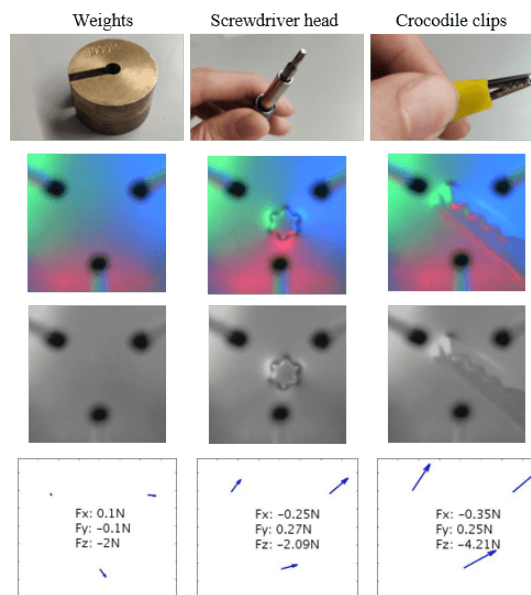 Weights
Screwdriver head
Crocodile clips
Fx: 0.1N
Fy: –0.1N
Fz: –2N
Fx: –0.25N
Fy: 0.27N
Fz: –2.09N
Fx: –0.35N
Fy: 0.25N
Fz: –4.21N